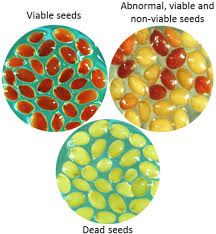 Viable seeds
Abnormal, viable and
non-viable seeds
Dead seeds